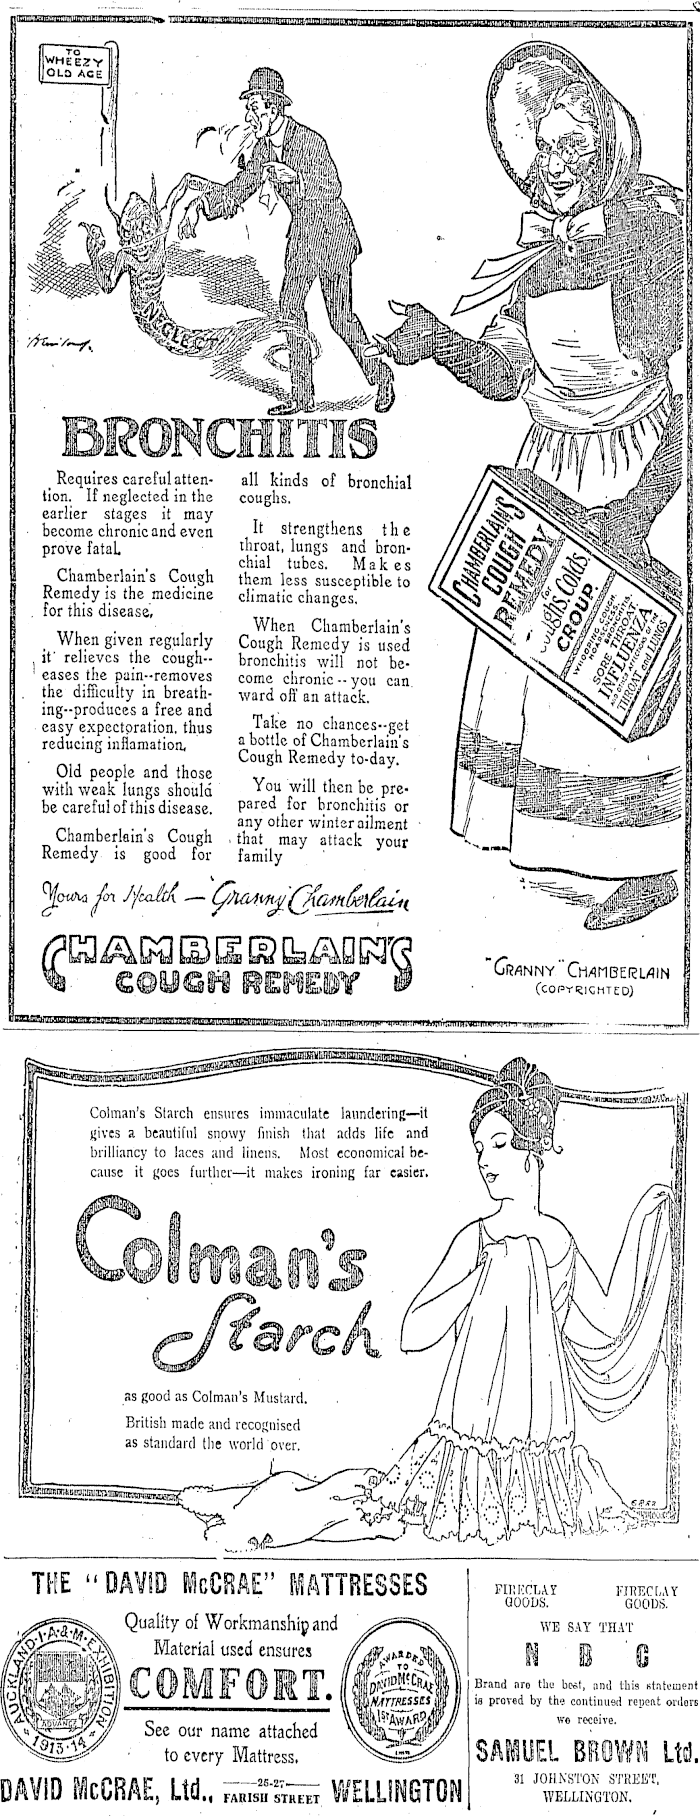 TO
WHEEZY
OLD AGE
NEGLECT
BRONCHITIS
Requires careful atten-
tion. If neglected in the
earlier stages it may
become chronic and even
prove fatal.
Chamberlain's Cough
Remedy is the medicine
for this disease.
When given regularly
it relieves the cough--
eases the pain--removes
the difficulty in breath-
ing--produces a free and
easy expectoration, thus
reducing inflamation.
Old people and those
with weak lungs should
be careful of this disease.
Chamberlain's Cough
Remedy is good for
all kinds of bronchial
coughs.
It strengthens the
throat, lungs and bron-
chial tubes. Makes
them less susceptible to
climatic changes.
When Chamberlain's
Cough Remedy is used
bronchitis will not be-
come chronic -- you can
ward off an attack.
Take no chances--get
a bottle of Chamberlain's
Cough Remedy to-day.
You will then be pre-
pared for bronchitis or
any other winter ailment
that may attack your
family
Yours for Health — "Granny" Chamberlain
CHAMBERLAIN'S
COUGH REMEDY
CHAMBERLAIN'S
COUGH
REMEDY
for
Coughs, Colds,
CROUP,
WHOOPING COUGH
HOARSENESS
BRONCHITIS
SORE THROAT
INFLUENZA
THROAT and LUNGS
"GRANNY" CHAMBERLAIN
(COPYRIGHTED)
Colman's Starch ensures immaculate laundering—it
gives a beautiful snowy finish that adds life and
brilliancy to laces and linens. Most economical be-
cause it goes further—it makes ironing far easier.
Colman's
Starch
as good as Colman's Mustard.
British made and recognised
as standard the world over.
THE "DAVID McCRAE" MATTRESSES
AUCKLAND·I·A·&·M·EXHIBITION
ADVANCE
1913-14
Quality of Workmanship and
Material used ensures
COMFORT.
See our name attached
to every Mattress.
AWARDED
TO
DAVID McCRAE
MATTRESSES
1ST AWARD
DAVID McCRAE, Ltd., 25-27 FARISH STREET WELLINGTON
FIRECLAY GOODS. FIRECLAY GOODS.
WE SAY THAT
N B C
Brand are the best, and this statement
is proved by the continued repeat orders
we receive.
SAMUEL BROWN Ltd.
31 JOHNSTON STREET,
WELLINGTON.